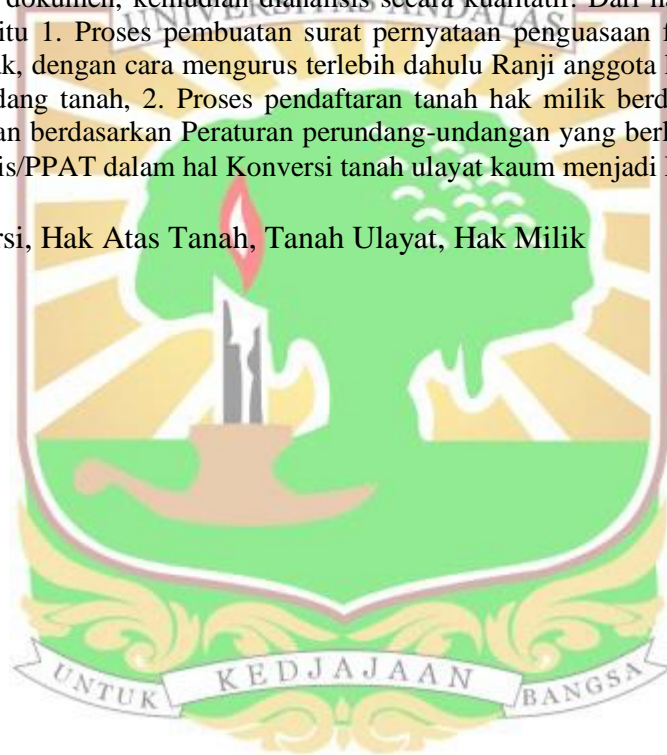 dokumen, kemudian dianalisis secara kualitatif. Dari
UNIVERSITAS ANDALAS
itu 1. Proses pembuatan surat pernyataan penguasaan
k, dengan cara mengurus terlebih dahulu Ranji anggota
dang tanah, 2. Proses pendaftaran tanah hak milik
an berdasarkan Peraturan perundang-undangan yang
is/PPAT dalam hal Konversi tanah ulayat kaum menjadi
rsi, Hak Atas Tanah, Tanah Ulayat, Hak Milik
UNTUK KEDJAJAAN BANGSA